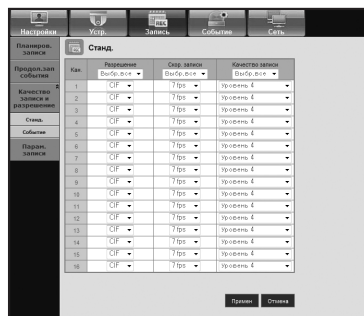 Настройки Устр. Запись Событие Сеть
REC
Планиров. записи
Продол.зап события
Качество записи и разрешение
Станд.
Событие
Парам. записи
Станд.
Кан. Разрешение Скор. записи Качество записи
Выбр.все Выбр.все Выбр.все
1 CIF 7 fps Уровень 4
2 CIF 7 fps Уровень 4
3 CIF 7 fps Уровень 4
4 CIF 7 fps Уровень 4
5 CIF 7 fps Уровень 4
6 CIF 7 fps Уровень 4
7 CIF 7 fps Уровень 4
8 CIF 7 fps Уровень 4
9 CIF 7 fps Уровень 4
10 CIF 7 fps Уровень 4
11 CIF 7 fps Уровень 4
12 CIF 7 fps Уровень 4
13 CIF 7 fps Уровень 4
14 CIF 7 fps Уровень 4
15 CIF 7 fps Уровень 4
16 CIF 7 fps Уровень 4
Примен Отмена